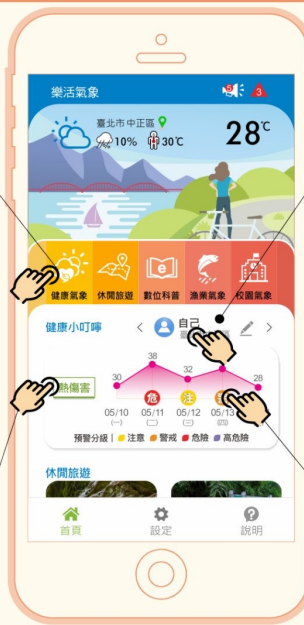 樂活氣象
5
3
臺北市 中正區
10%
30℃
28℃
健康氣象
休閒旅遊
數位科普
漁業氣象
校園氣象
健康小叮嚀
自己
熱傷害
30
38
32
28
危
注
05/10
05/11
05/12
05/13
(一)
(二)
(三)
(四)
預警分級
注意
警戒
危險
高危險
休閒旅遊
首頁
設定
說明